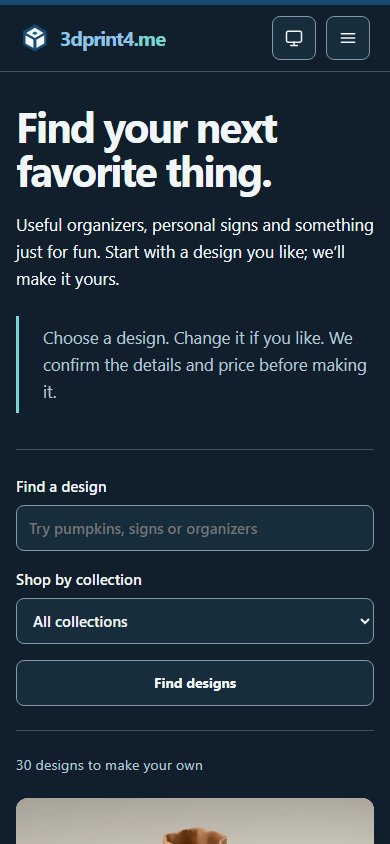 3dprint4.me
Find your next
favorite thing.
Useful organizers, personal signs and something
just for fun. Start with a design you like; we’ll
make it yours.
Choose a design. Change it if you like. We
confirm the details and price before making
it.
Find a design
Try pumpkins, signs or organizers
Shop by collection
All collections
Find designs
30 designs to make your own